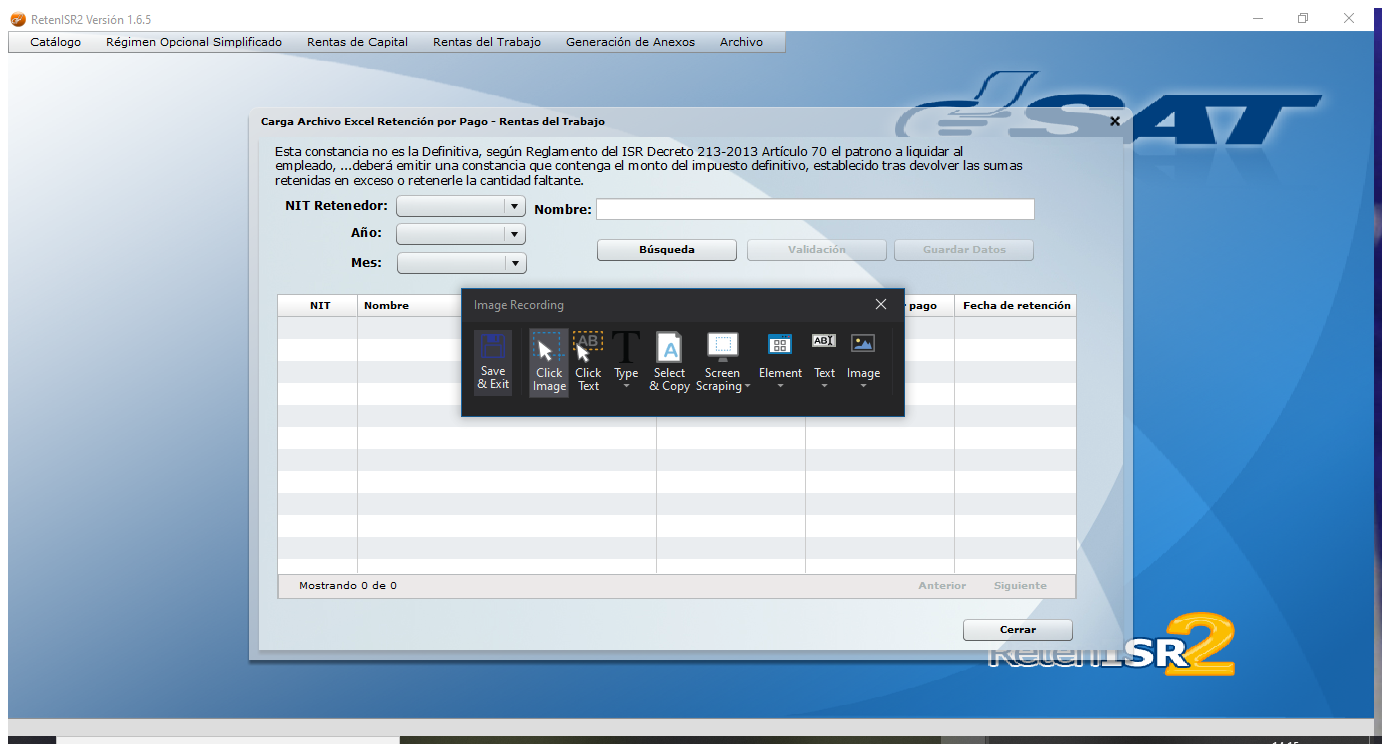 RetenISR2 Versión 1.6.5
Catálogo Régimen Opcional Simplificado Rentas de Capital Rentas del Trabajo Generación de Anexos Archivo
SAT
Carga Archivo Excel Retención por Pago - Rentas del Trabajo
Esta constancia no es la Definitiva, según Reglamento del ISR Decreto 213-2013 Artículo 70 el patrono a liquidar al
empleado, ...deberá emitir una constancia que contenga el monto del impuesto definitivo, establecido tras devolver las sumas
retenidas en exceso o retenerle la cantidad faltante.
NIT Retenedor: Nombre:
Año:
Búsqueda Validación Guardar Datos
Mes:
NIT Nombre pago Fecha de retención
Image Recording
Save & Exit
Click Image
Click Text
Type
Select & Copy
Screen Scraping
Element
Text
Image
Mostrando 0 de 0 Anterior Siguiente
Cerrar
RetenISR2